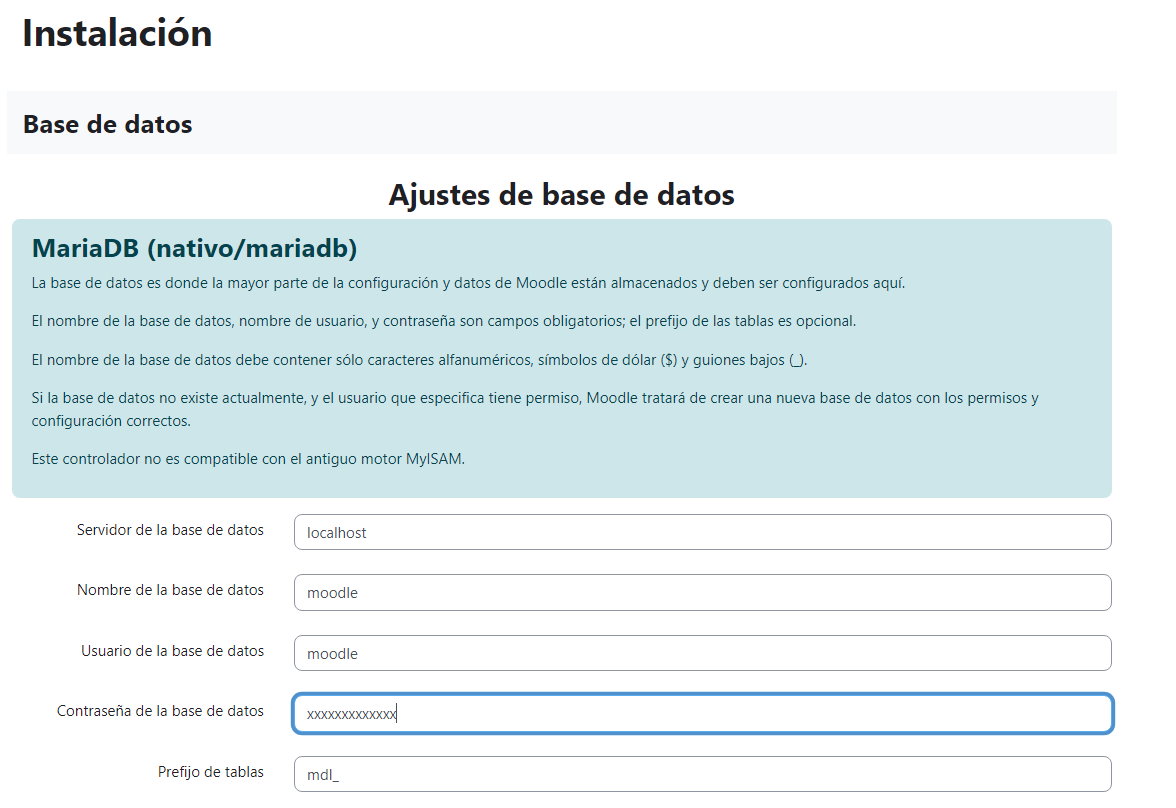 Instalación
Base de datos
Ajustes de base de datos
MariaDB (nativo/mariadb)
La base de datos es donde la mayor parte de la configuración y datos de Moodle están almacenados y deben ser configurados aquí.
El nombre de la base de datos, nombre de usuario, y contraseña son campos obligatorios; el prefijo de las tablas es opcional.
El nombre de la base de datos debe contener sólo caracteres alfanuméricos, símbolos de dólar ($) y guiones bajos (_).
Si la base de datos no existe actualmente, y el usuario que especifica tiene permiso, Moodle tratará de crear una nueva base de datos con los permisos y
configuración correctos.
Este controlador no es compatible con el antiguo motor MyISAM.
Servidor de la base de datos localhost
Nombre de la base de datos moodle
Usuario de la base de datos moodle
Contraseña de la base de datos xxxxxxxxxxxxx
Prefijo de tablas mdl_